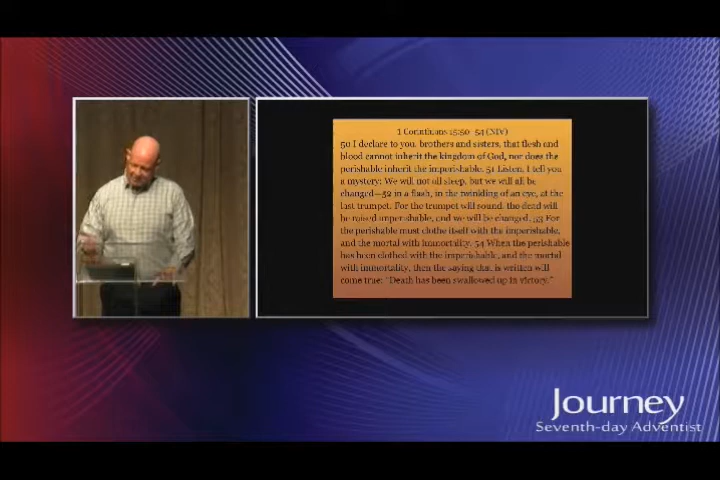 1 Corinthians 15:50-54 (NIV)
50 I declare to you, brothers and sisters, that flesh and
blood cannot inherit the kingdom of God, nor does the
perishable inherit the imperishable. 51 Listen, I tell you
a mystery: We will not all sleep, but we will all be
changed—52 in a flash, in the twinkling of an eye, at the
last trumpet. For the trumpet will sound, the dead will
be raised imperishable, and we will be changed. 53 For
the perishable must clothe itself with the imperishable,
and the mortal with immortality. 54 When the perishable
has been clothed with the imperishable, and the mortal
with immortality, then the saying that is written will
come true: “Death has been swallowed up in victory.”
Journey
Seventh-day Adventist